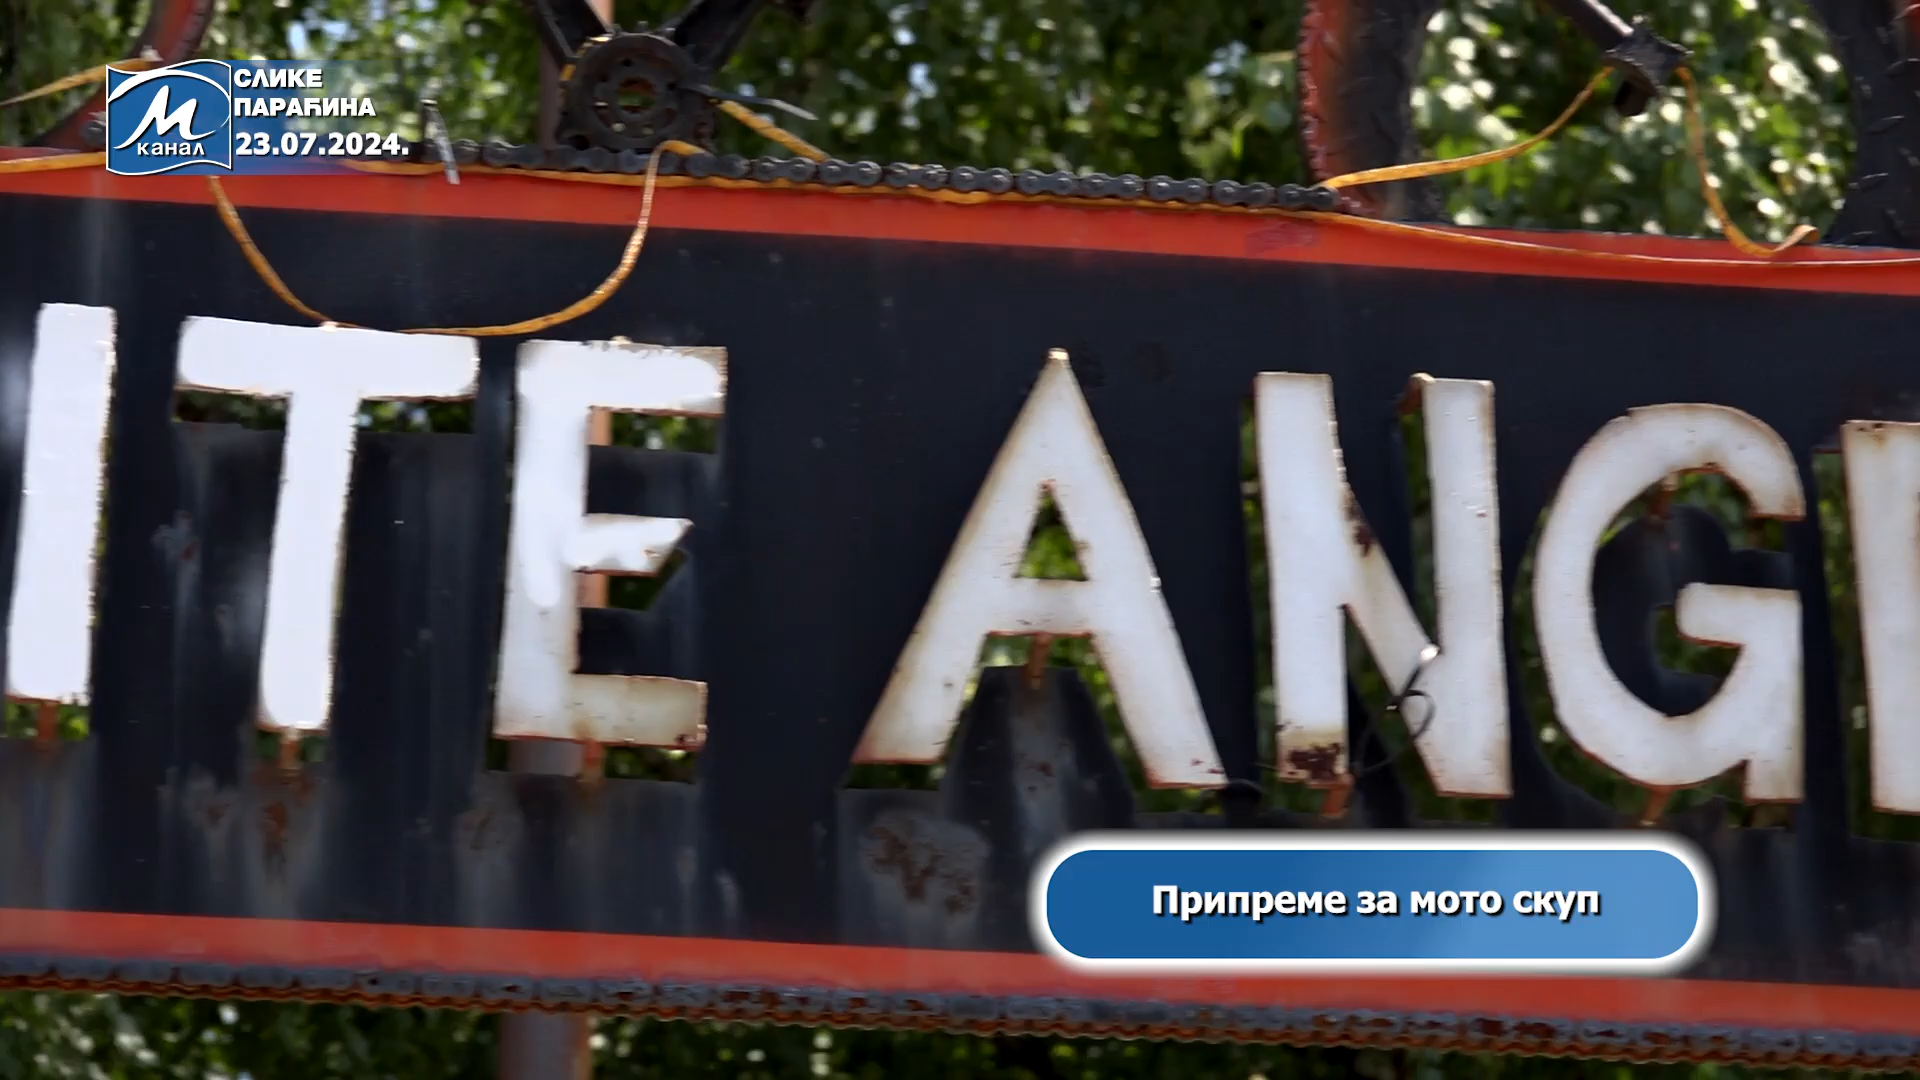 СЛИКЕ
ПАРАЋИНА
23.07.2024.
М
канал
ITE ANG
Припреме за мото скуп